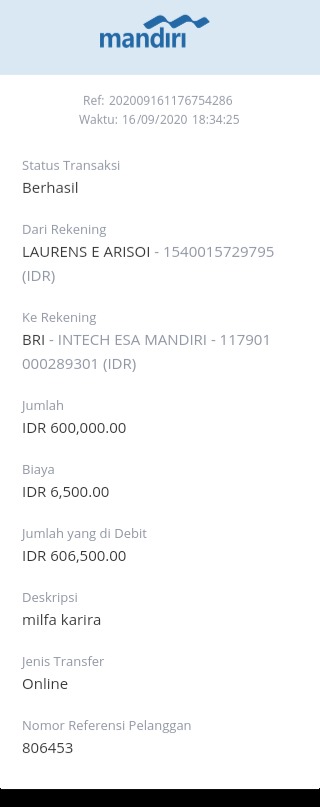 mandiri
Ref: 202009161176754286
Waktu: 16/09/2020 18:34:25
Status Transaksi
Berhasil
Dari Rekening
LAURENS E ARISOI - 1540015729795
(IDR)
Ke Rekening
BRI - INTECH ESA MANDIRI - 117901
000289301 (IDR)
Jumlah
IDR 600,000.00
Biaya
IDR 6,500.00
Jumlah yang di Debit
IDR 606,500.00
Deskripsi
milfa karira
Jenis Transfer
Online
Nomor Referensi Pelanggan
806453